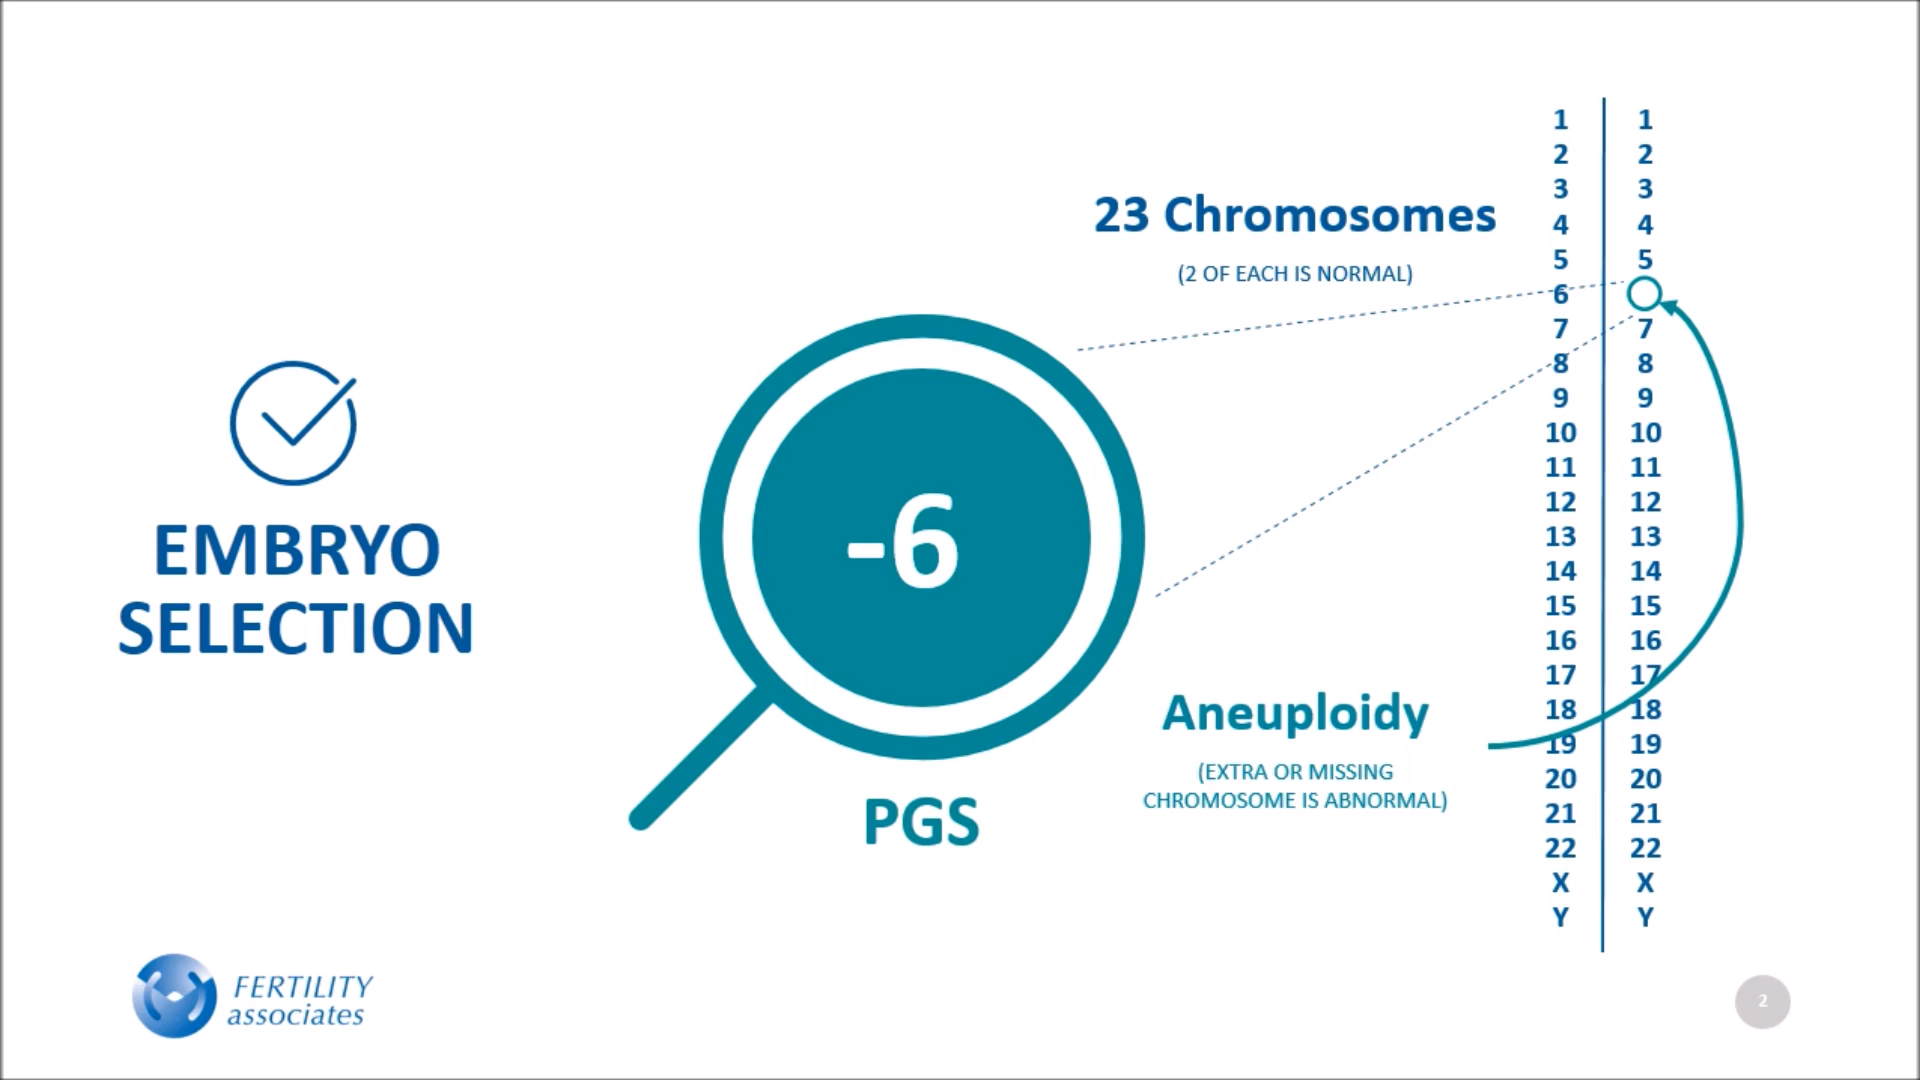 EMBRYO
SELECTION
-6
PGS
23 Chromosomes
(2 OF EACH IS NORMAL)
Aneuploidy
(EXTRA OR MISSING
CHROMOSOME IS ABNORMAL)
1 1
2 2
3 3
4 4
5 5
6
7 7
8 8
9 9
10 10
11 11
12 12
13 13
14 14
15 15
16 16
17 17
18 18
19 19
20 20
21 21
22 22
X X
Y Y
FERTILITY
associates
2